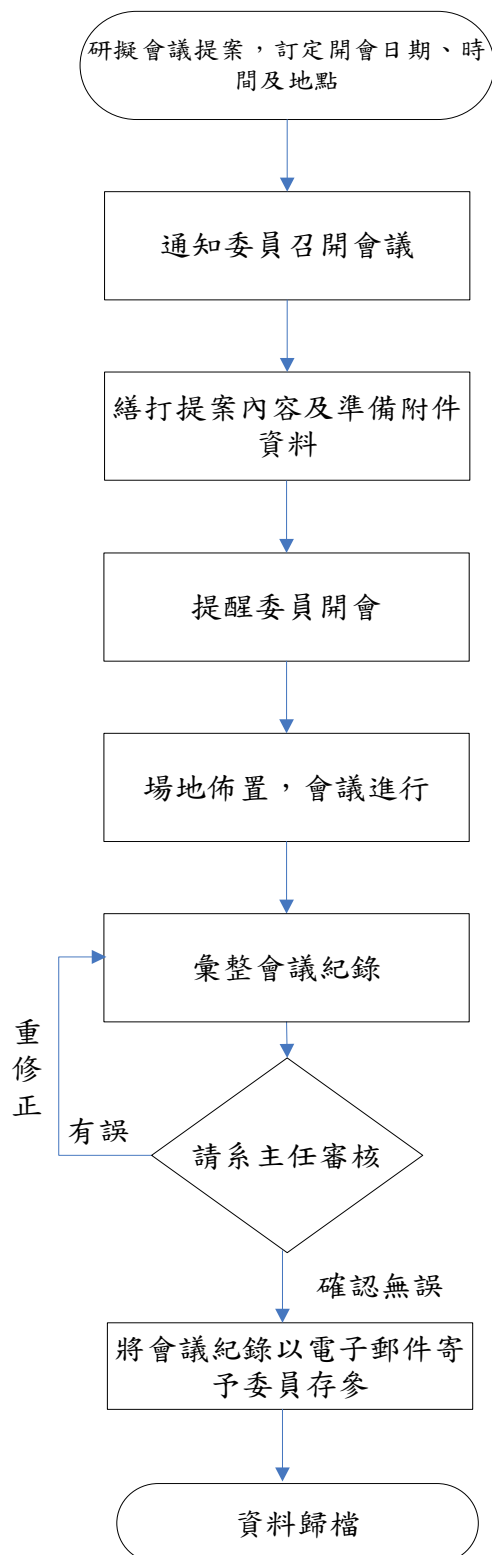 研擬會議提案，訂定開會日期、時
間及地點
通知委員召開會議
繕打提案內容及準備附件
資料
提醒委員開會
場地佈置，會議進行
彙整會議紀錄
重
修
正
有誤
請系主任審核
確認無誤
將會議紀錄以電子郵件寄
予委員存參
資料歸檔